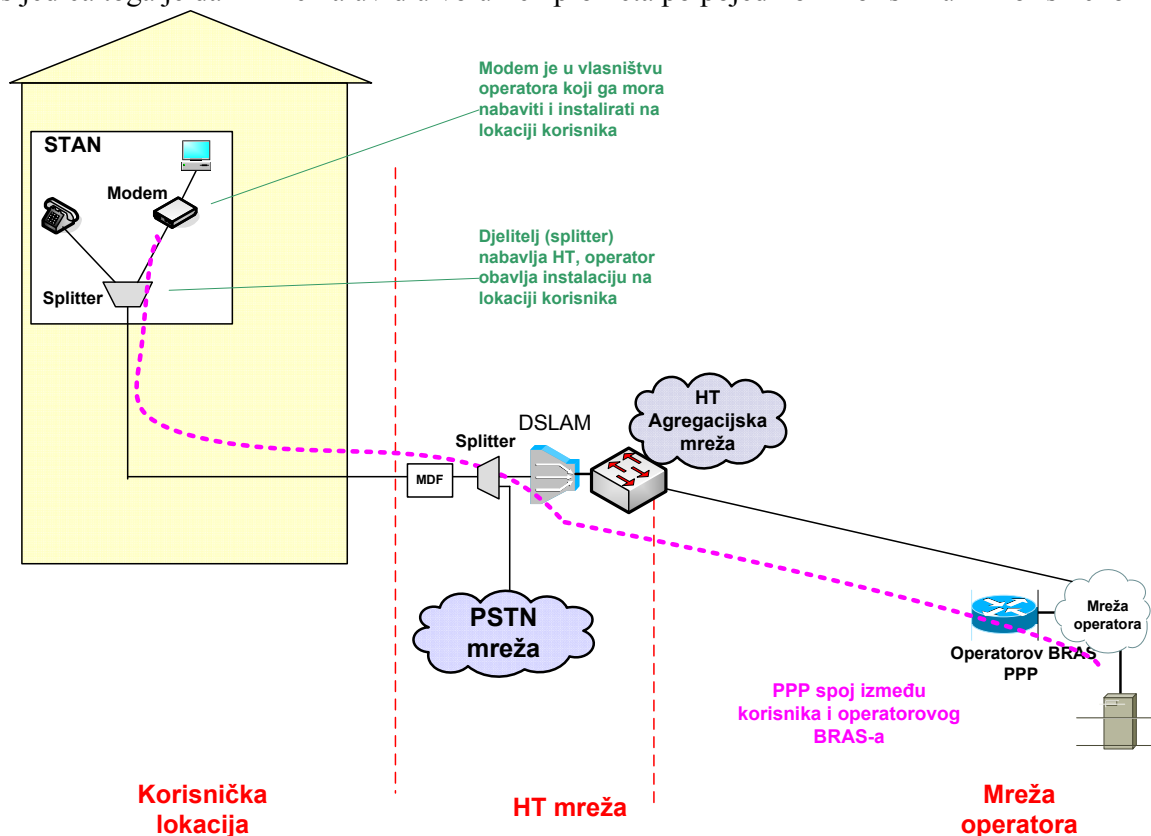 Modem je u vlasništvu
operatora koji ga mora
nabaviti i instalirati na
lokaciji korisnika
STAN
Modem
Djelitelj (splitter)
nabavlja HT, operator
obavlja instalaciju na
lokaciji korisnika
Splitter
HT
Agregacijska
mreža
DSLAM
Splitter
MDF
PSTN
mreža
Mreža
operatora
Operatorov BRAS
PPP
PPP spoj između
korisnika i operatorovog
BRAS-a
Korisnička
lokacija
HT mreža
Mreža
operatora